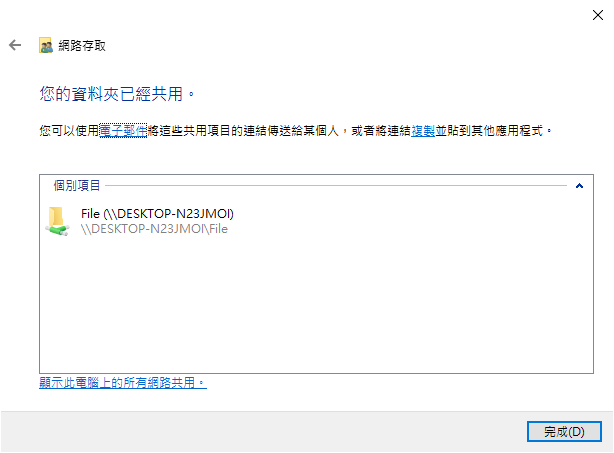 網路存取
您的資料夾已經共用。
您可以使用電子郵件將這些共用項目的連結傳送給某個人，或者將連結複製並貼到其他應用程式。
個別項目
File (\\DESKTOP-N23JMOI)
\\DESKTOP-N23JMOI\File
顯示此電腦上的所有網路共用。
完成(D)